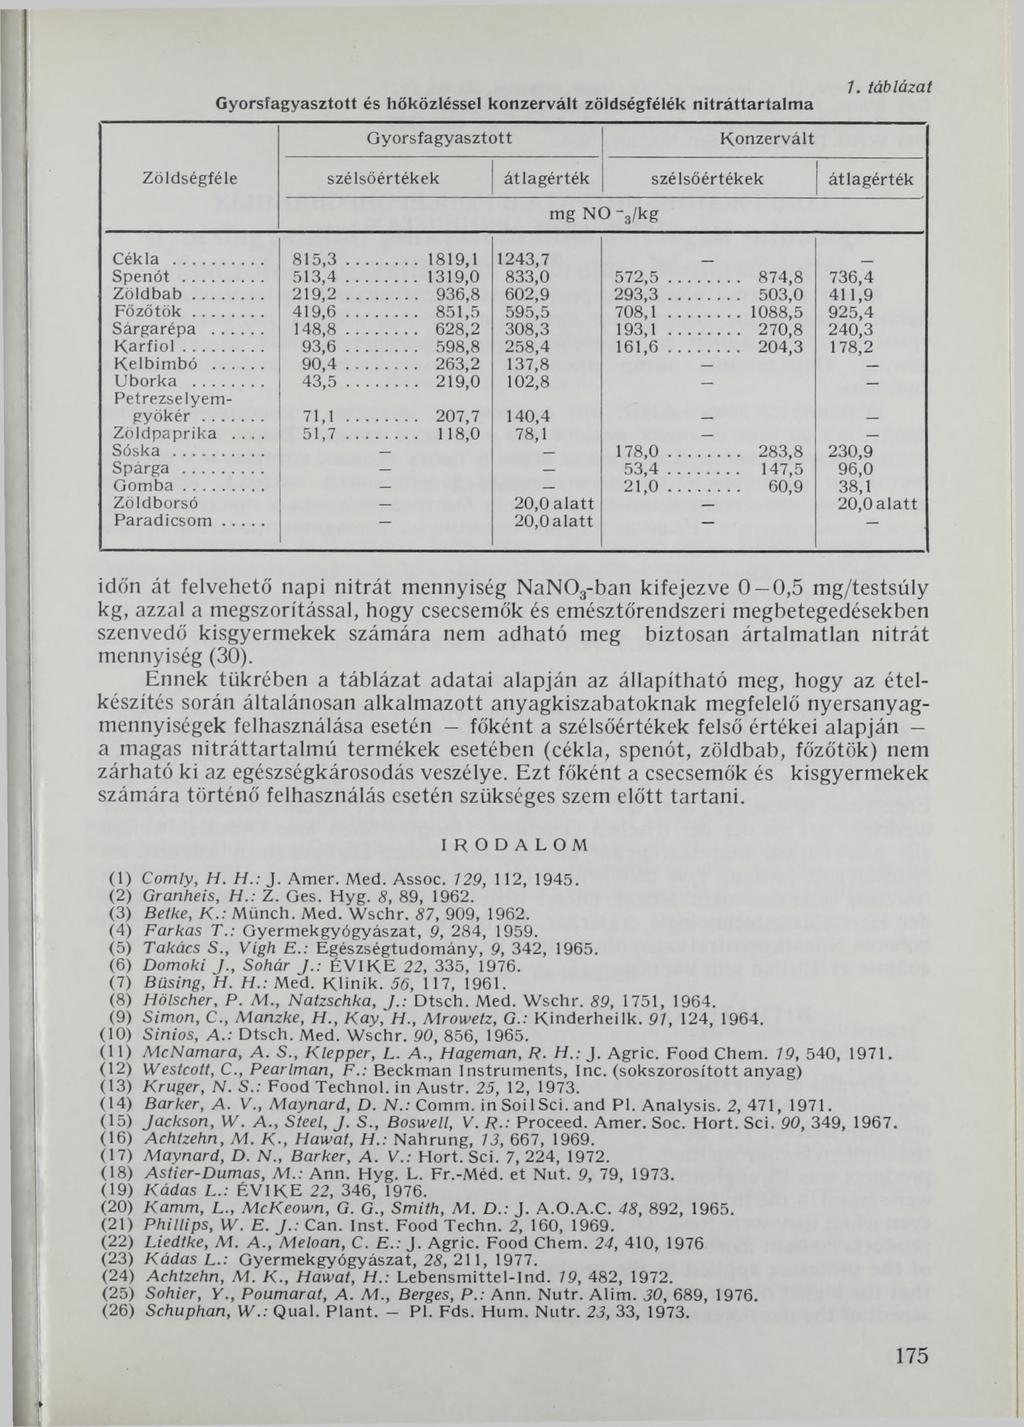 1. táblázat
Gyorsfagyasztott és hőközléssel konzervált zöldségfélék nitráttartalma
Zöldségféle Gyorsfagyasztott Konzervált
szélsőértékek átlagérték szélsőértékek átlagérték
mg NO⁻₃/kg
Cékla .......... 815,3 ........ 1819,1 1243,7 — —
Spenót ......... 513,4 ........ 1319,0 833,0 572,5 ........ 874,8 736,4
Zöldbab ........ 219,2 ........ 936,8 602,9 293,3 ........ 503,0 411,9
Főzőtök ........ 419,6 ........ 851,5 595,5 708,1 ........ 1088,5 925,4
Sárgarépa ...... 148,8 ........ 628,2 308,3 193,1 ........ 270,8 240,3
Karfiol ......... 93,6 ........ 598,8 258,4 161,6 ........ 204,3 178,2
Kelbimbó ...... 90,4 ........ 263,2 137,8 — —
Uborka ........ 43,5 ........ 219,0 102,8 — —
Petrezselyem-
gyökér ....... 71,1 ........ 207,7 140,4 — —
Zöldpaprika .... 51,7 ........ 118,0 78,1 — —
Sóska .......... — — 178,0 ........ 283,8 230,9
Spárga ......... — — 53,4 ........ 147,5 96,0
Gomba ......... — — 21,0 ........ 60,9 38,1
Zöldborsó — 20,0 alatt — 20,0 alatt
Paradicsom ..... — 20,0 alatt — —
időn át felvehető napi nitrát mennyiség NaNO₃-ban kifejezve 0—0,5 mg/testsúly
kg, azzal a megszorítással, hogy csecsemők és emésztőrendszeri megbetegedésekben
szenvedő kisgyermekek számára nem adható meg biztosan ártalmatlan nitrát
mennyiség (30).
Ennek tükrében a táblázat adatai alapján az állapítható meg, hogy az étel-
készítés során általánosan alkalmazott anyagkiszabatoknak megfelelő nyersanyag-
mennyiségek felhasználása esetén — főként a szélsőértékek felső értékei alapján —
a magas nitráttartalmú termékek esetében (cékla, spenót, zöldbab, főzőtök) nem
zárható ki az egészségkárosodás veszélye. Ezt főként a csecsemők és kisgyermekek
számára történő felhasználás esetén szükséges szem előtt tartani.
IRODALOM
(1) Comly, H. H.: J. Amer. Med. Assoc. 129, 112, 1945.
(2) Granheis, H.: Z. Ges. Hyg. 8, 89, 1962.
(3) Betke, K.: Münch. Med. Wschr. 87, 909, 1962.
(4) Farkas T.: Gyermekgyógyászat, 9, 284, 1959.
(5) Takács S., Vigh E.: Egészségtudomány, 9, 342, 1965.
(6) Domoki J., Sohár J.: ÉVIKE 22, 335, 1976.
(7) Büsing, H. H.: Med. Klinik. 56, 117, 1961.
(8) Hölscher, P. M., Natzschka, J.: Dtsch. Med. Wschr. 89, 1751, 1964.
(9) Simon, C., Manzke, H., Kay, H., Mrowetz, G.: Kinderheilk. 91, 124, 1964.
(10) Sinios, A.: Dtsch. Med. Wschr. 90, 856, 1965.
(11) McNamara, A. S., Klepper, L. A., Hageman, R. H.: J. Agric. Food Chem. 19, 540, 1971.
(12) Westcott, C., Pearlman, F.: Beckman Instruments, Inc. (sokszorosított anyag)
(13) Kruger, N. S.: Food Technol. in Austr. 25, 12, 1973.
(14) Barker, A. V., Maynard, D. N.: Comm. in Soil Sci. and Pl. Analysis. 2, 471, 1971.
(15) Jackson, W. A., Steel, J. S., Boswell, V. R.: Proceed. Amer. Soc. Hort. Sci. 90, 349, 1967.
(16) Achtzehn, M. K., Hawat, H.: Nahrung, 13, 667, 1969.
(17) Maynard, D. N., Barker, A. V.: Hort. Sci. 7, 224, 1972.
(18) Astier-Dumas, M.: Ann. Hyg. L. Fr.-Méd. et Nut. 9, 79, 1973.
(19) Kádas L.: ÉVIKE 22, 346, 1976.
(20) Kamm, L., McKeown, G. G., Smith, M. D.: J. A.O.A.C. 48, 892, 1965.
(21) Phillips, W. E. J.: Can. Inst. Food Techn. 2, 160, 1969.
(22) Liedtke, M. A., Meloan, C. E.: J. Agric. Food Chem. 24, 410, 1976
(23) Kádas L.: Gyermekgyógyászat, 28, 211, 1977.
(24) Achtzehn, M. K., Hawat, H.: Lebensmittel-Ind. 19, 482, 1972.
(25) Sohier, Y., Poumarat, A. M., Berges, P.: Ann. Nutr. Alim. 30, 689, 1976.
(26) Schuphan, W.: Qual. Plant. — Pl. Fds. Hum. Nutr. 23, 33, 1973.
175